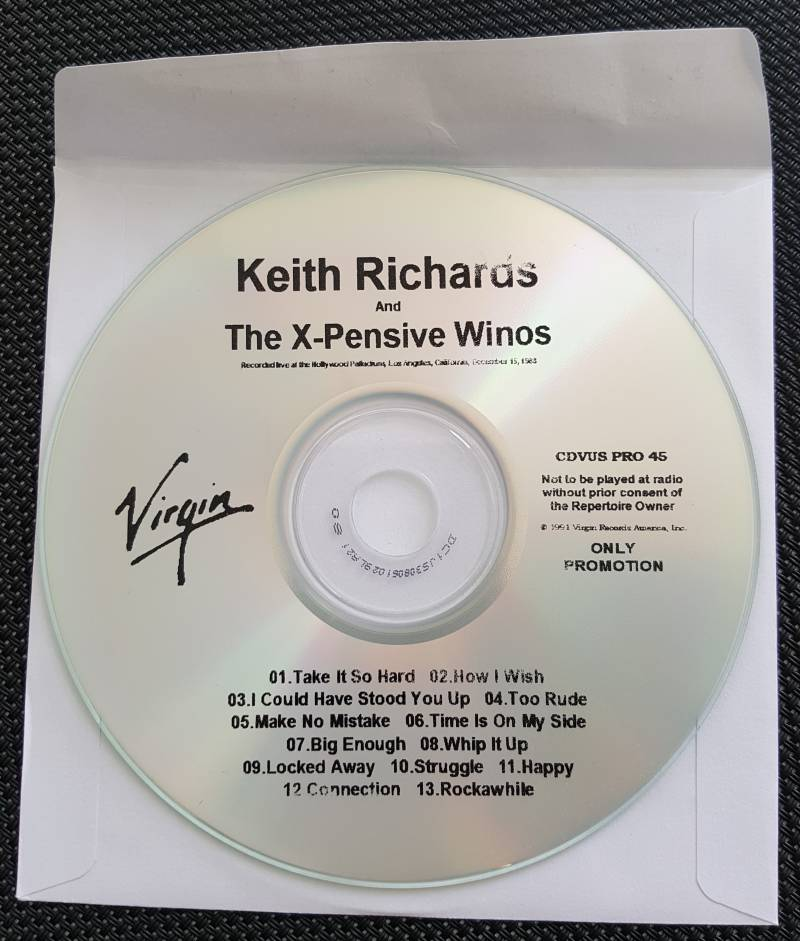 Keith Richards
And
The X-Pensive Winos
Recorded live at the Hollywood Palladium, Los Angeles, California, December 15, 1988
Virgin
CDVUS PRO 45
Not to be played at radio
without prior consent of
the Repertoire Owner
© 1991 Virgin Records America, Inc.
ONLY
PROMOTION
01.Take It So Hard 02.How I Wish
03.I Could Have Stood You Up 04.Too Rude
05.Make No Mistake 06.Time Is On My Side
07.Big Enough 08.Whip It Up
09.Locked Away 10.Struggle 11.Happy
12 Connection 13.Rockawhile